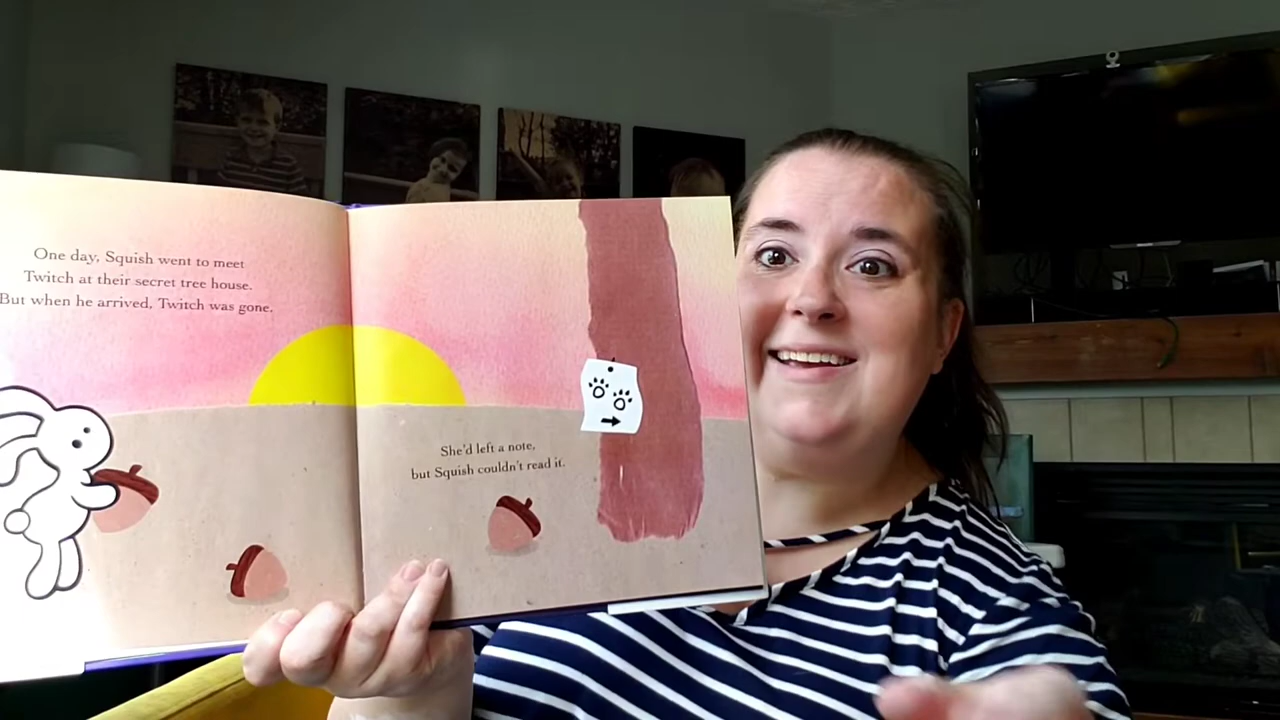 One day, Squish went to meet
Twitch at their secret tree house.
But when he arrived, Twitch was gone.
She'd left a note,
but Squish couldn't read it.